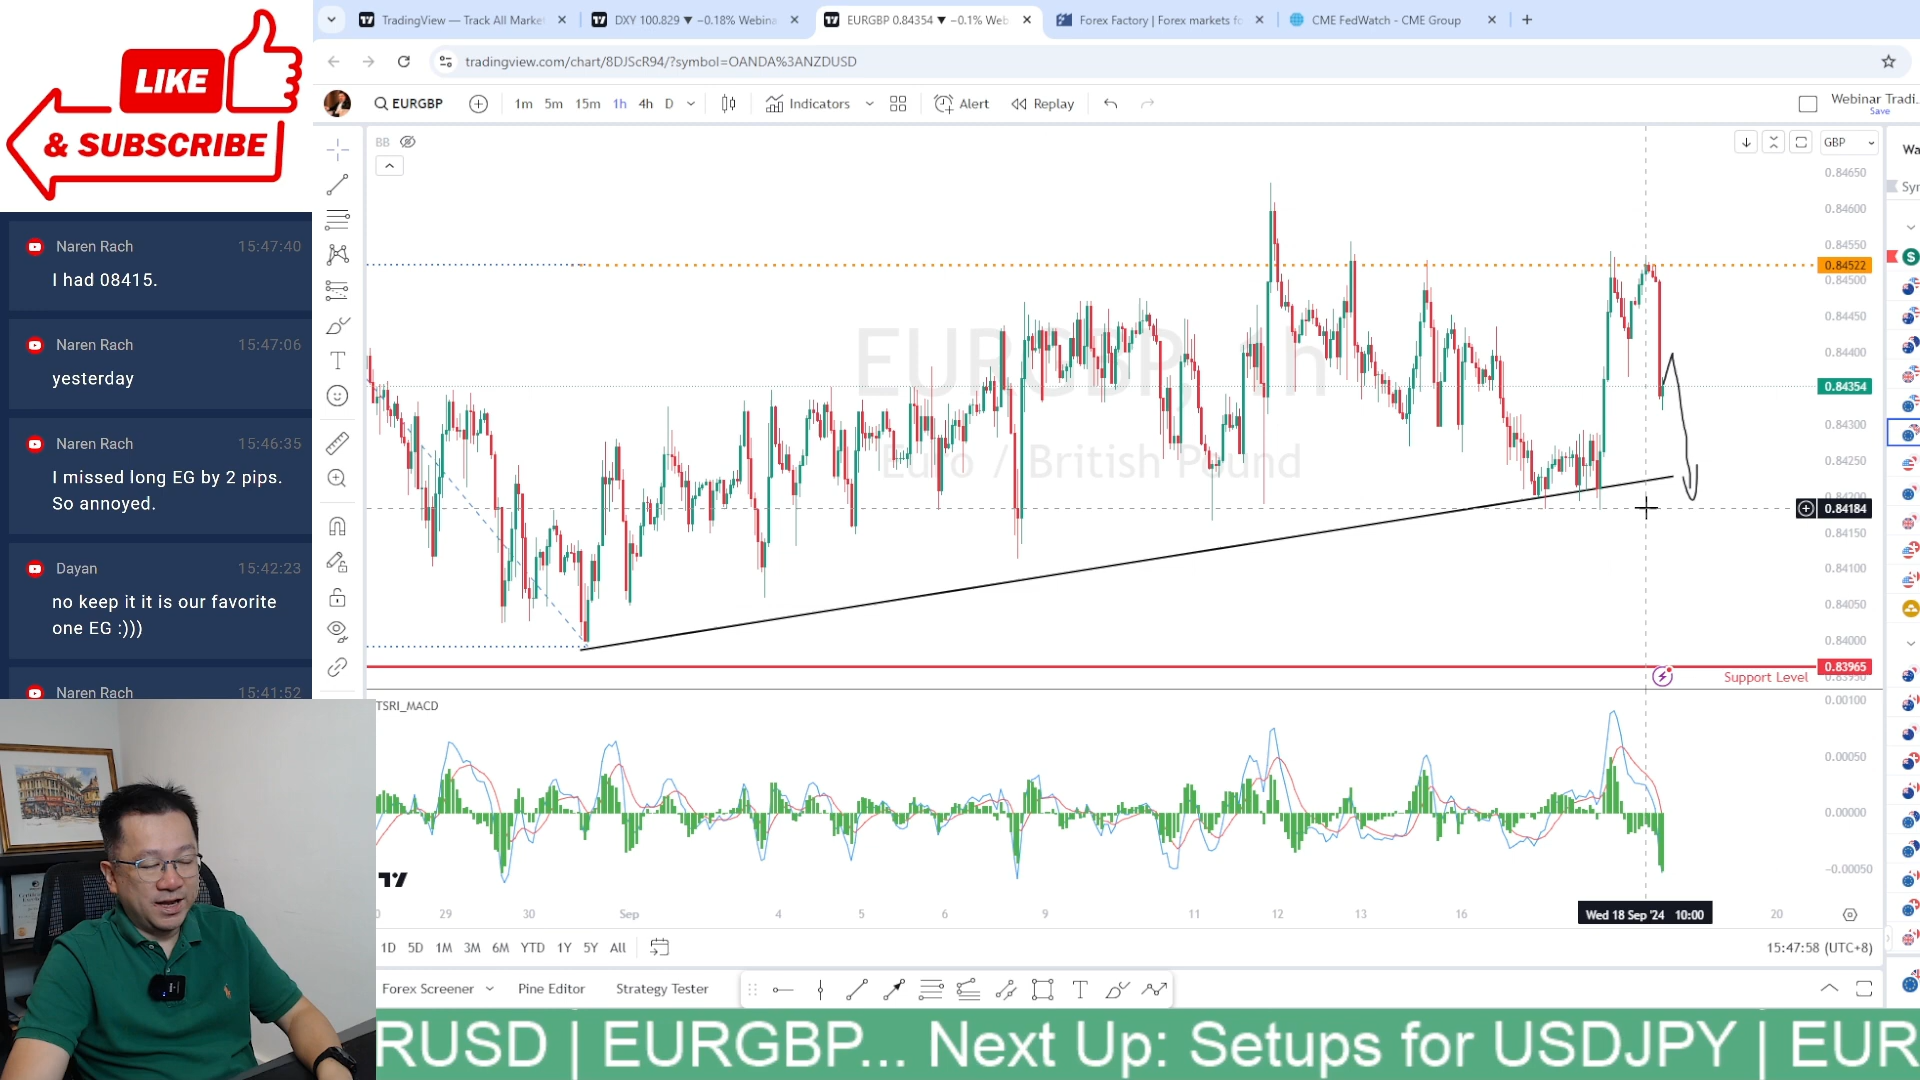 LIKE
& SUBSCRIBE
Naren Rach 15:47:40
I had 08415.
Naren Rach 15:47:06
yesterday
Naren Rach 15:46:35
I missed long EG by 2 pips.
So annoyed.
Dayan 15:42:23
no keep it it is our favorite
one EG :)))
Naren Rach 15:41:52
TradingView — Track All Marke
DXY 100.829 ▼ −0.18% Webina
EURGBP 0.84354 ▼ −0.1% Web
Forex Factory | Forex markets fo
CME FedWatch - CME Group
tradingview.com/chart/8DJScR94/?symbol=OANDA%3ANZDUSD
EURGBP 1m 5m 15m 1h 4h D Indicators Alert Replay
Webinar Tradi...
Save
BB
GBP
Wa
Syn
EURGBP, 1h
Euro / British Pound
0.84650
0.84600
0.84550
0.84522
0.84500
0.84450
0.84400
0.84354
0.84300
0.84250
0.84184
0.84150
0.84100
0.84050
0.84000
0.83965
Support Level
TSRI_MACD
0.00100
0.00050
0.00000
−0.00050
29 30 Sep 4 5 6 9 11 12 13 16 Wed 18 Sep '24 10:00 20
1D 5D 1M 3M 6M YTD 1Y 5Y All
15:47:58 (UTC+8)
Forex Screener Pine Editor Strategy Tester
RUSD | EURGBP... Next Up: Setups for USDJPY | EUR